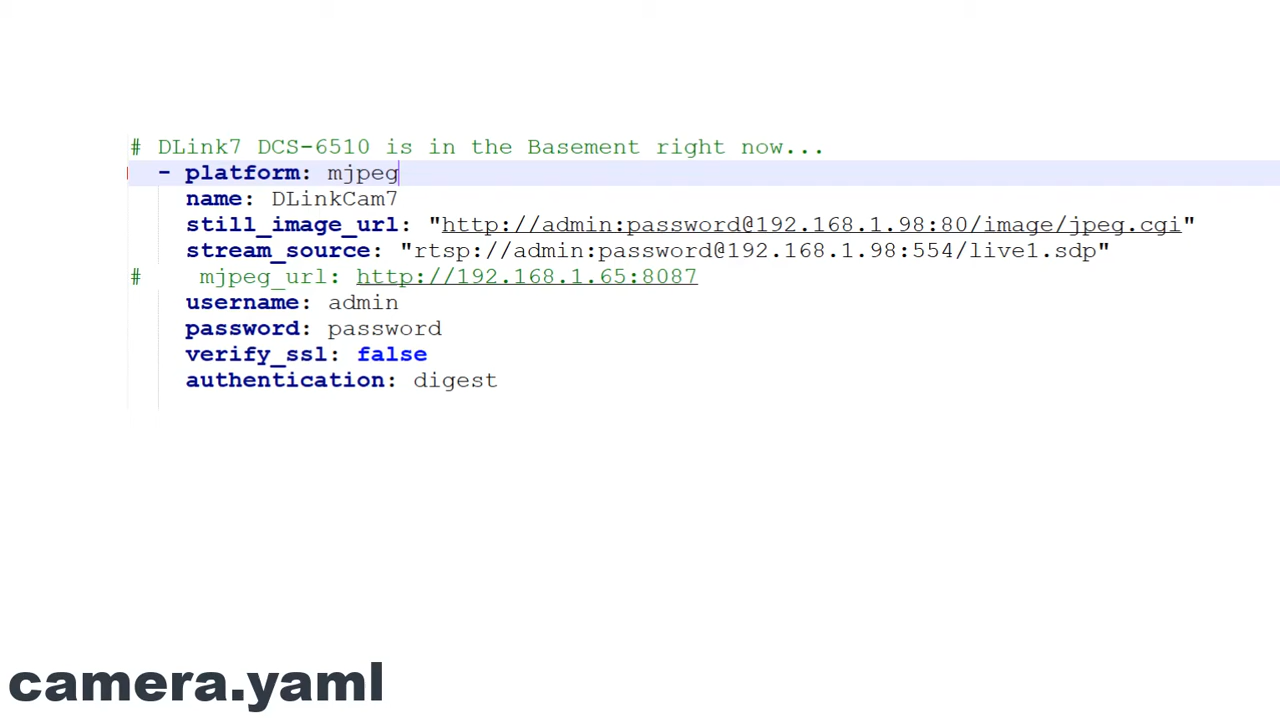 # DLink7 DCS-6510 is in the Basement right now...
- platform: mjpeg
name: DLinkCam7
still_image_url: "http://admin:password@192.168.1.98:80/image/jpeg.cgi"
stream_source: "rtsp://admin:password@192.168.1.98:554/live1.sdp"
# mjpeg_url: http://192.168.1.65:8087
username: admin
password: password
verify_ssl: false
authentication: digest
camera.yaml